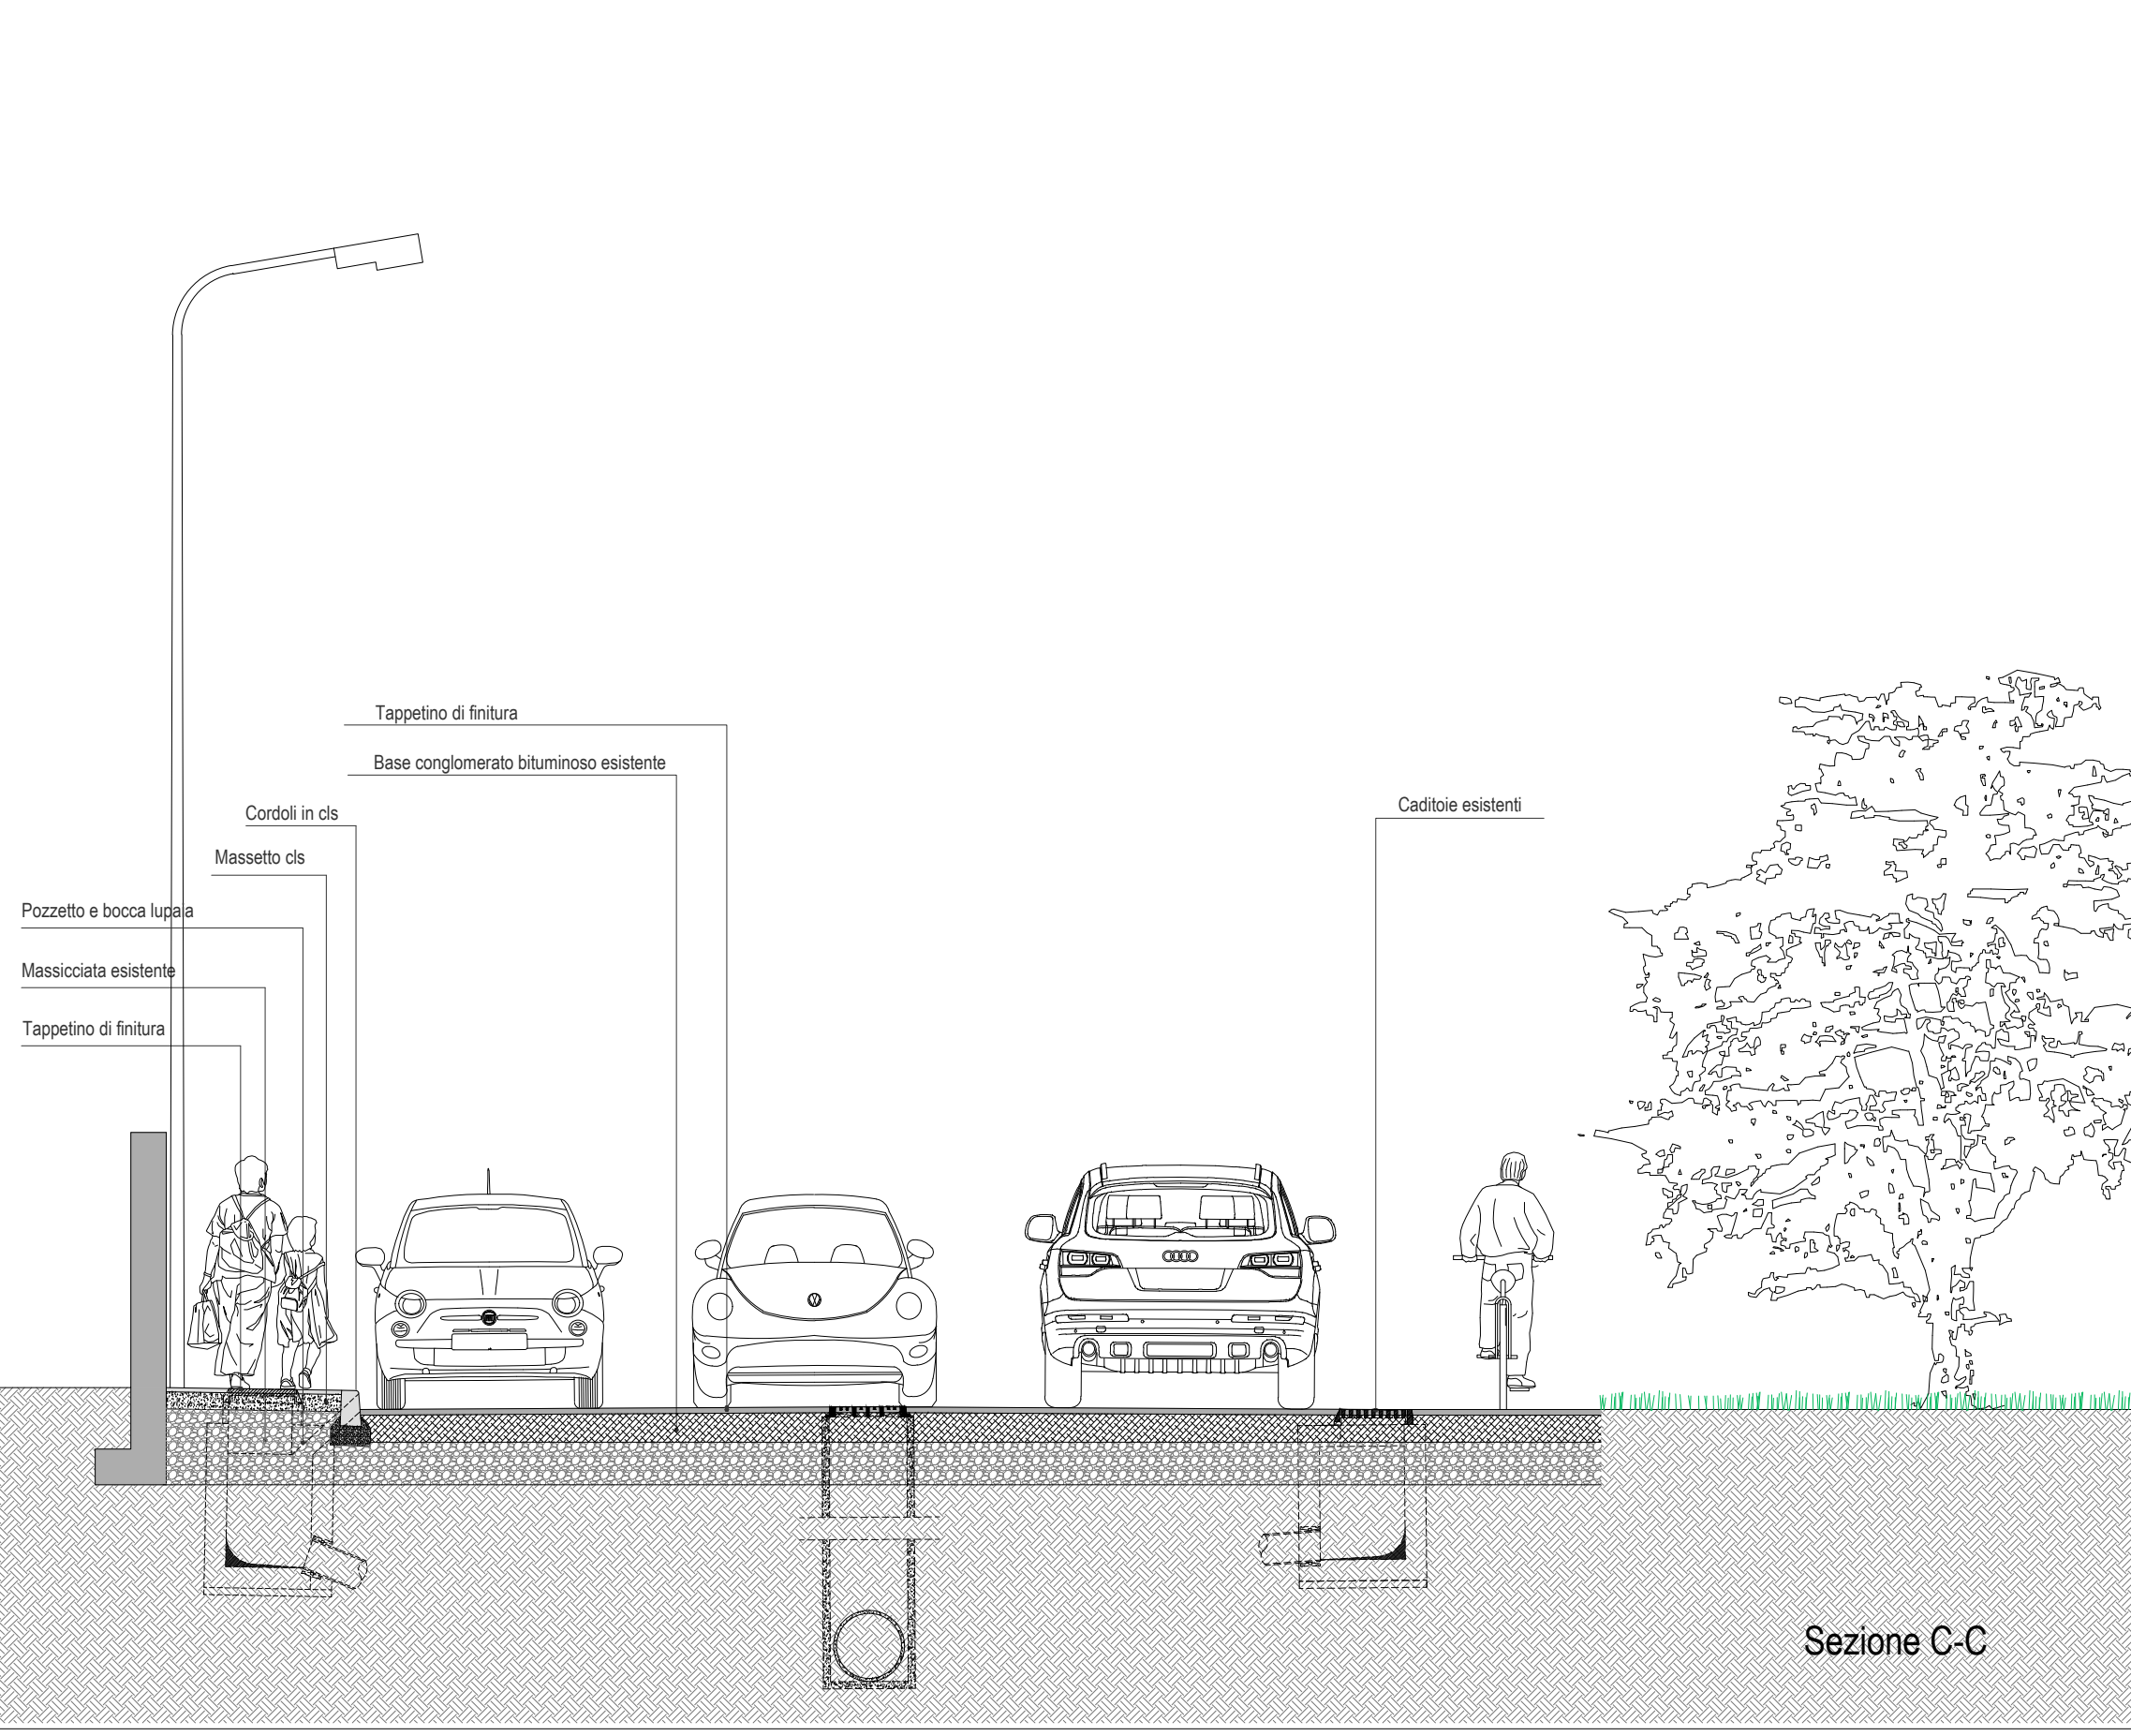 Tappetino di finitura
Base conglomerato bituminoso esistente
Cordoli in cls
Caditoie esistenti
Massetto cls
Pozzetto e bocca lupaia
Massicciata esistente
Tappetino di finitura
Sezione C-C